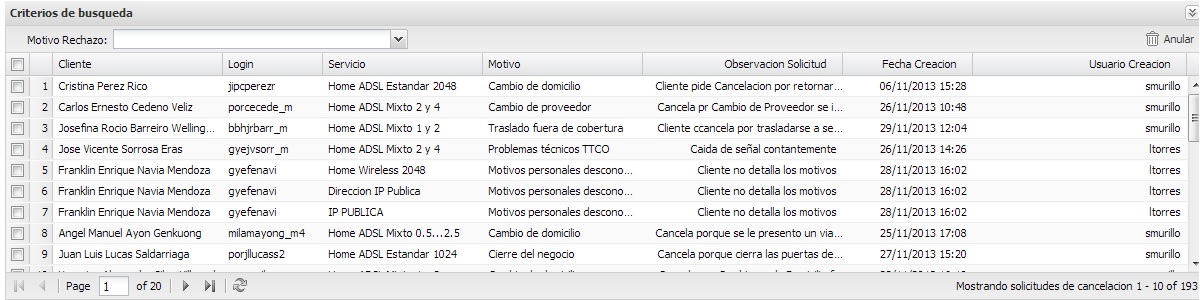 Criterios de busqueda
Motivo Rechazo: Anular
Cliente Login Servicio Motivo Observacion Solicitud Fecha Creacion Usuario Creacion
1 Cristina Perez Rico jipcperezr Home ADSL Estandar 2048 Cambio de domicilio Cliente pide Cancelacion por retornar... 06/11/2013 15:28 smurillo
2 Carlos Ernesto Cedeno Veliz porcecede_m Home ADSL Mixto 2 y 4 Cambio de proveedor Cancela pr Cambio de Proveedor se i... 26/11/2013 10:48 smurillo
3 Josefina Rocio Barreiro Welling... bbhjrbarr_m Home ADSL Mixto 1 y 2 Traslado fuera de cobertura Cliente ccancela por trasladarse a se... 29/11/2013 12:04 smurillo
4 Jose Vicente Sorrosa Eras gyejvsorr_m Home ADSL Mixto 2 y 4 Problemas técnicos TTCO Caida de señal contantemente 26/11/2013 14:26 ltorres
5 Franklin Enrique Navia Mendoza gyefenavi Home Wireless 2048 Motivos personales descono... Cliente no detalla los motivos 28/11/2013 16:02 ltorres
6 Franklin Enrique Navia Mendoza gyefenavi Direccion IP Publica Motivos personales descono... Cliente no detalla los motivos 28/11/2013 16:02 ltorres
7 Franklin Enrique Navia Mendoza gyefenavi IP PUBLICA Motivos personales descono... Cliente no detalla los motivos 28/11/2013 16:02 ltorres
8 Angel Manuel Ayon Genkuong milamayong_m4 Home ADSL Mixto 0.5...2.5 Cambio de domicilio Cancela porque se le presento un via... 25/11/2013 17:08 smurillo
9 Juan Luis Lucas Saldarriaga porjllucass2 Home ADSL Estandar 1024 Cierre del negocio Cancela porque cierra las puertas de... 27/11/2013 15:20 smurillo
Page 1 of 20 Mostrando solicitudes de cancelacion 1 - 10 of 193